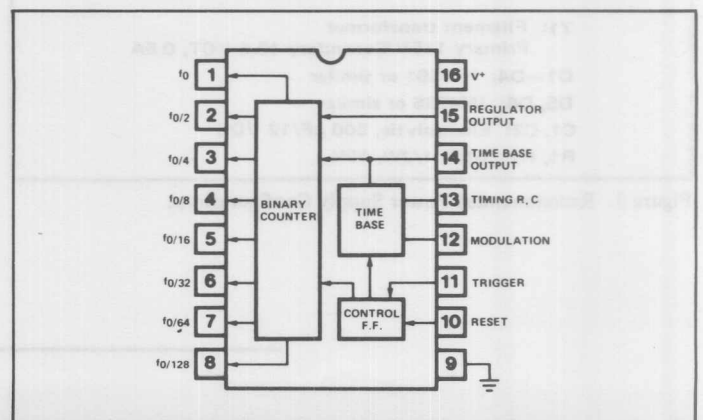 f0 1
f0/2 2
f0/4 3
f0/8 4
f0/16 5
f0/32 6
f0/64 7
f0/128 8
BINARY
COUNTER
TIME
BASE
CONTROL
F.F.
16 V+
15 REGULATOR
OUTPUT
14 TIME BASE
OUTPUT
13 TIMING R, C
12 MODULATION
11 TRIGGER
10 RESET
9